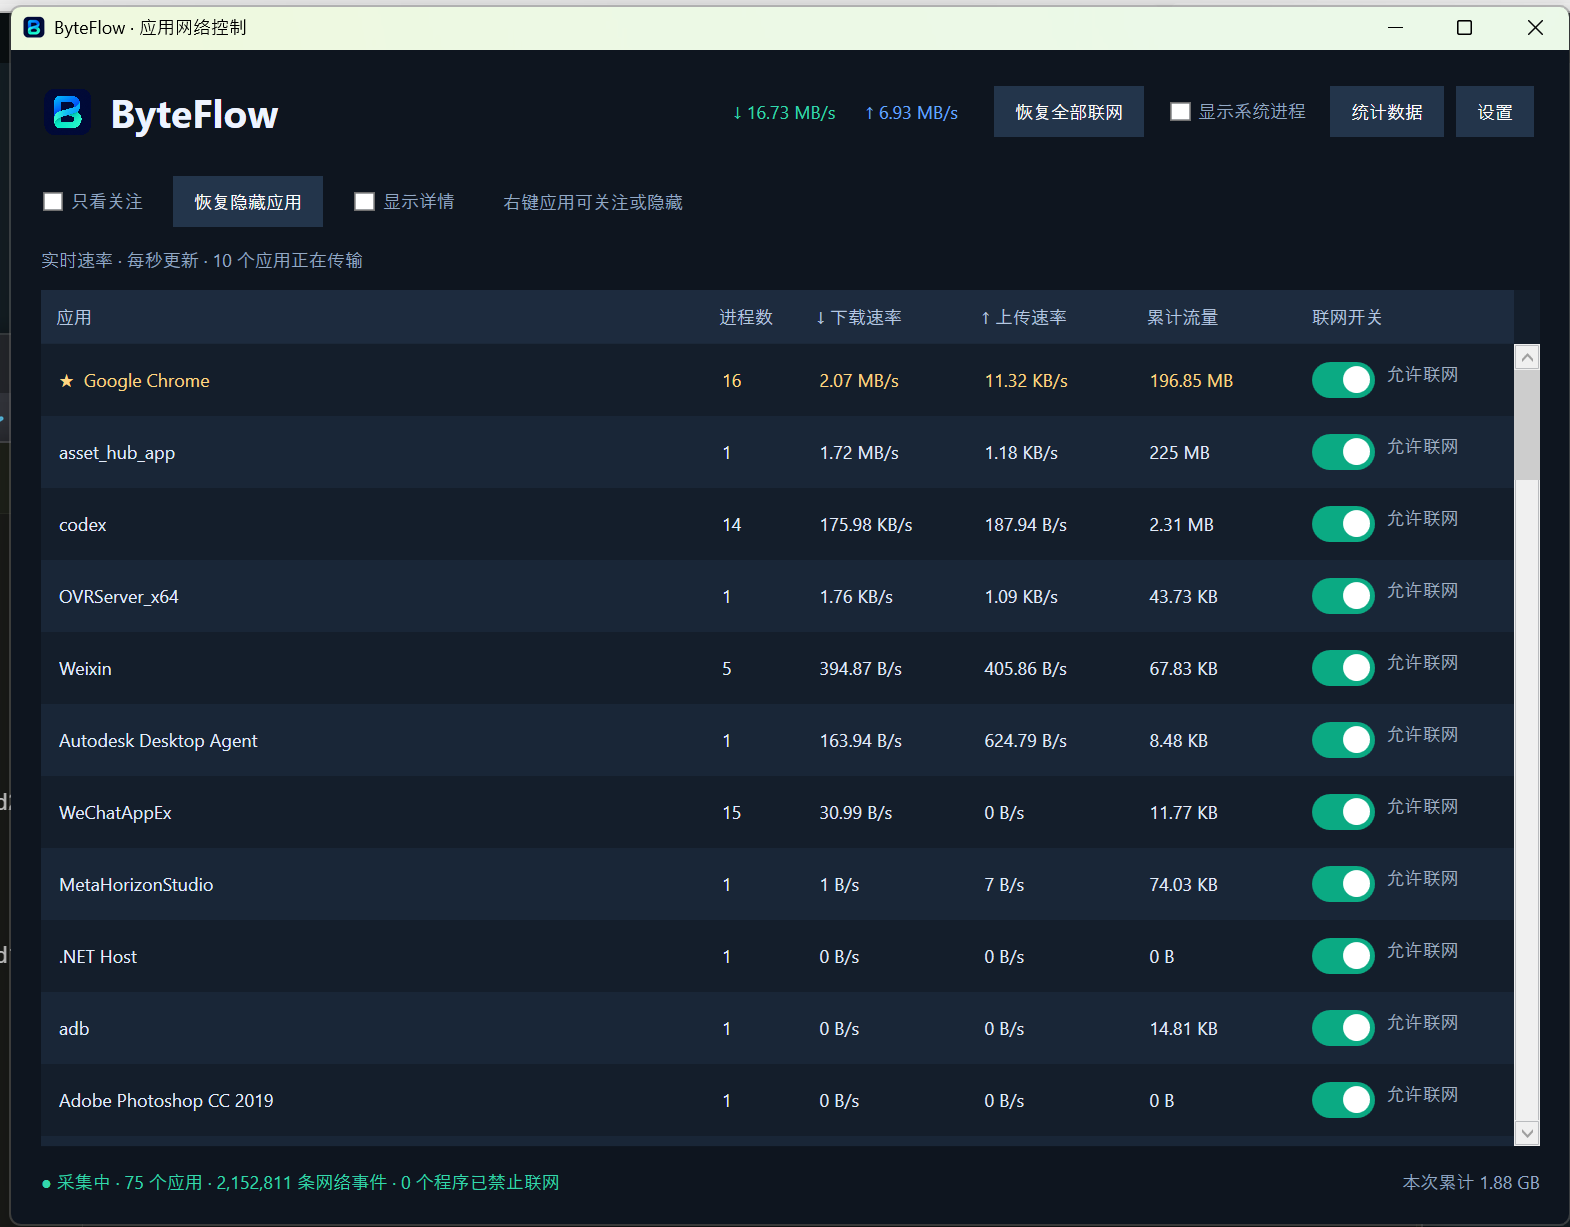 ByteFlow · 应用网络控制
ByteFlow
↓ 16.73 MB/s ↑ 6.93 MB/s 恢复全部联网 显示系统进程 统计数据 设置
只看关注 恢复隐藏应用 显示详情 右键应用可关注或隐藏
实时速率 · 每秒更新 · 10 个应用正在传输
应用 进程数 ↓ 下载速率 ↑ 上传速率 累计流量 联网开关
★ Google Chrome 16 2.07 MB/s 11.32 KB/s 196.85 MB 允许联网
asset_hub_app 1 1.72 MB/s 1.18 KB/s 225 MB 允许联网
codex 14 175.98 KB/s 187.94 B/s 2.31 MB 允许联网
OVRServer_x64 1 1.76 KB/s 1.09 KB/s 43.73 KB 允许联网
Weixin 5 394.87 B/s 405.86 B/s 67.83 KB 允许联网
Autodesk Desktop Agent 1 163.94 B/s 624.79 B/s 8.48 KB 允许联网
WeChatAppEx 15 30.99 B/s 0 B/s 11.77 KB 允许联网
MetaHorizonStudio 1 1 B/s 7 B/s 74.03 KB 允许联网
.NET Host 1 0 B/s 0 B/s 0 B 允许联网
adb 1 0 B/s 0 B/s 14.81 KB 允许联网
Adobe Photoshop CC 2019 1 0 B/s 0 B/s 0 B 允许联网
● 采集中 · 75 个应用 · 2,152,811 条网络事件 · 0 个程序已禁止联网 本次累计 1.88 GB